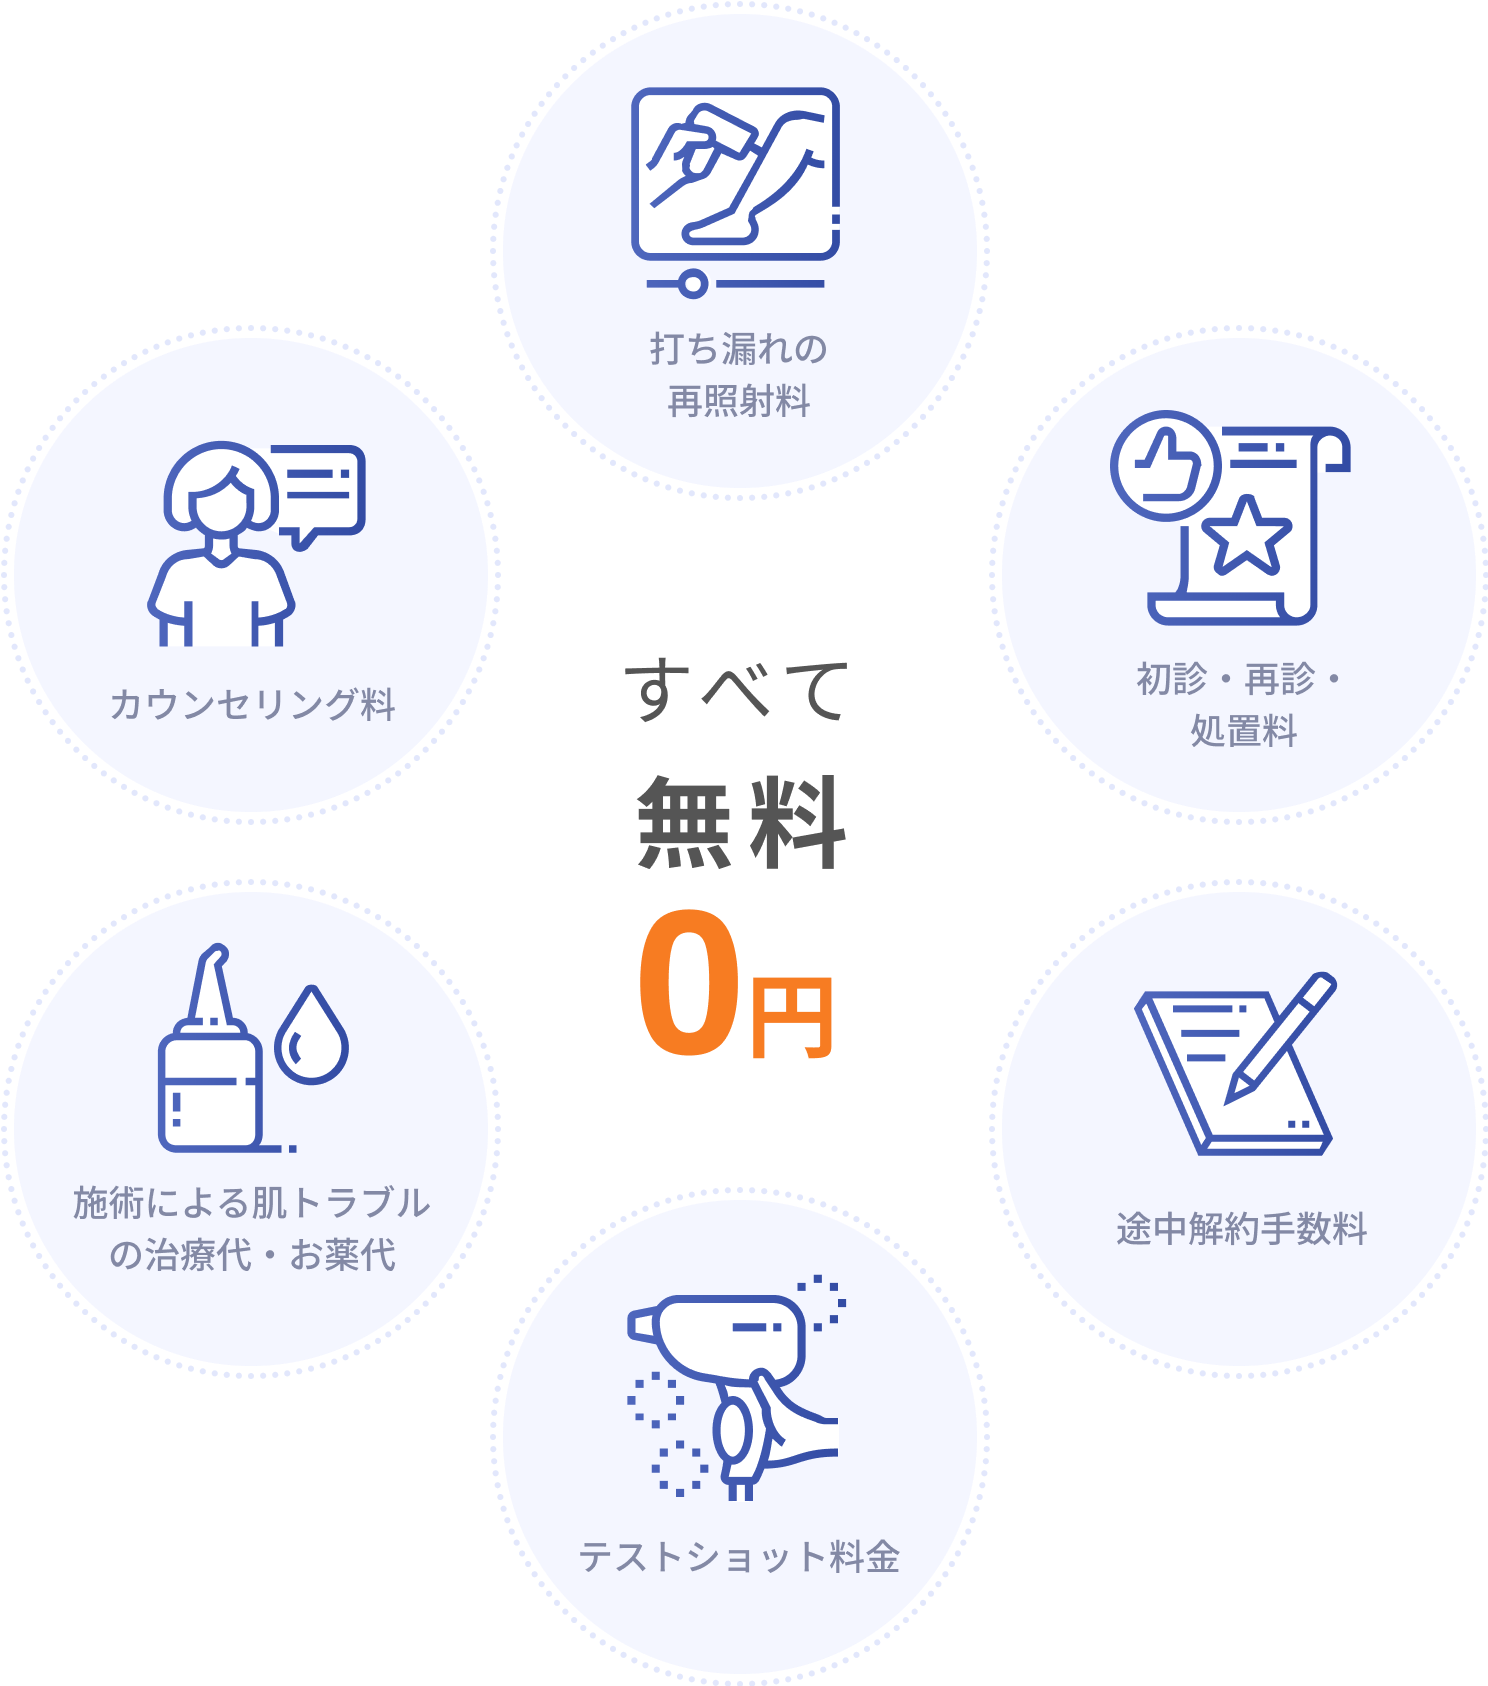 打ち漏れの
再照射料
カウンセリング料
初診・再診・
処置料
すべて
無料
0円
施術による肌トラブル
の治療代・お薬代
途中解約手数料
テストショット料金